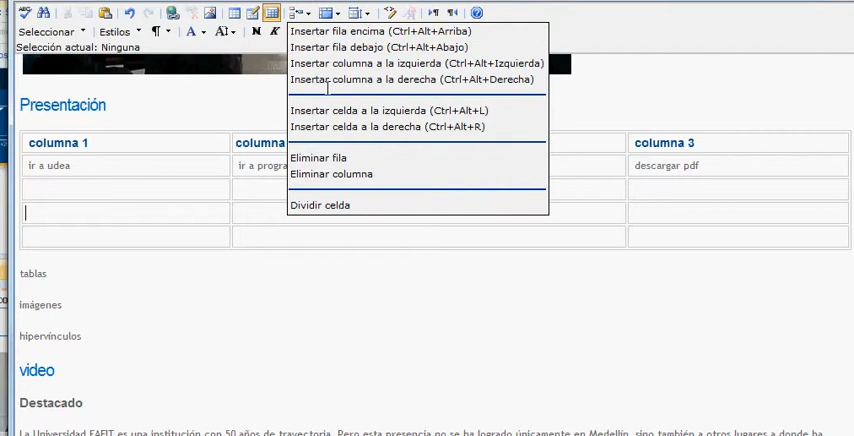 Insertar fila encima (Ctrl+Alt+Arriba)
Seleccionar Estilos ¶ A A N K
Insertar fila debajo (Ctrl+Alt+Abajo)
Selección actual: Ninguna
Insertar columna a la izquierda (Ctrl+Alt+Izquierda)
Insertar columna a la derecha (Ctrl+Alt+Derecha)
Presentación
Insertar celda a la izquierda (Ctrl+Alt+L)
Insertar celda a la derecha (Ctrl+Alt+R)
columna 1 columna 3
Eliminar fila
ir a udea ir a progra descargar pdf
Eliminar columna
Dividir celda
tablas
imágenes
hipervínculos
video
Destacado
La Universidad EAFIT es una institución con 50 años de trayectoria. Pero esta presencia no se ha logrado únicamente en Medellín, sino también a otros lugares a donde ha